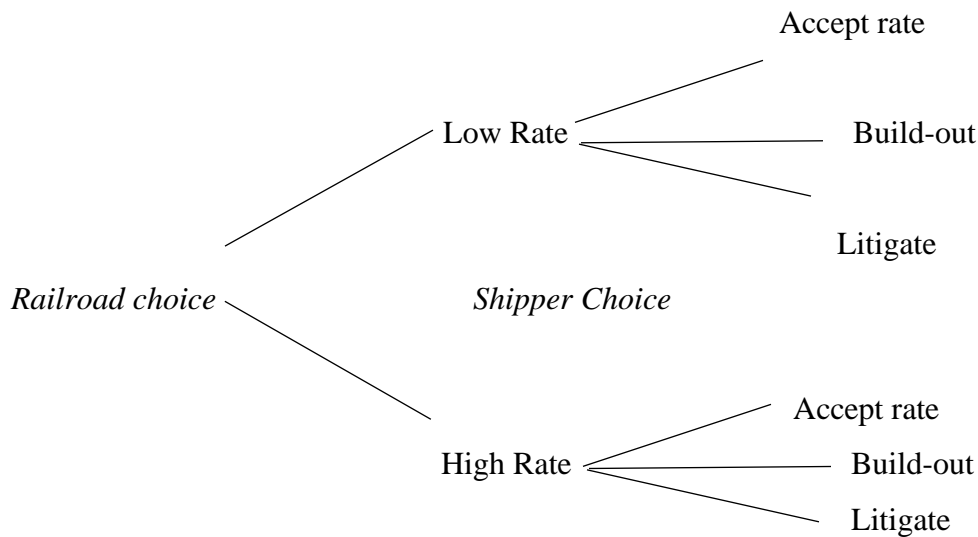 Accept rate
Low Rate
Build-out
Litigate
Railroad choice
Shipper Choice
Accept rate
High Rate
Build-out
Litigate